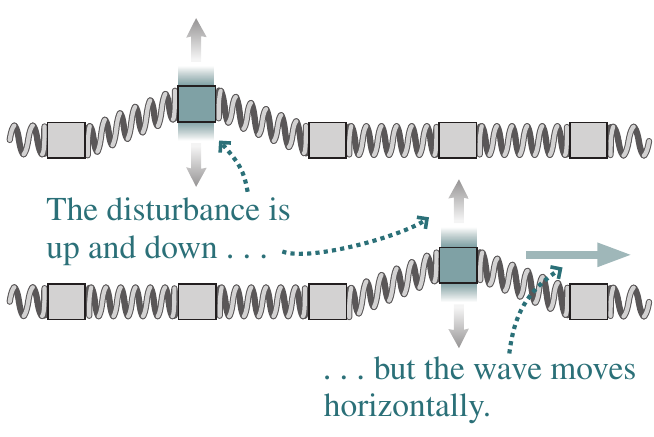 The disturbance is
up and down . . .
. . . but the wave moves
horizontally.